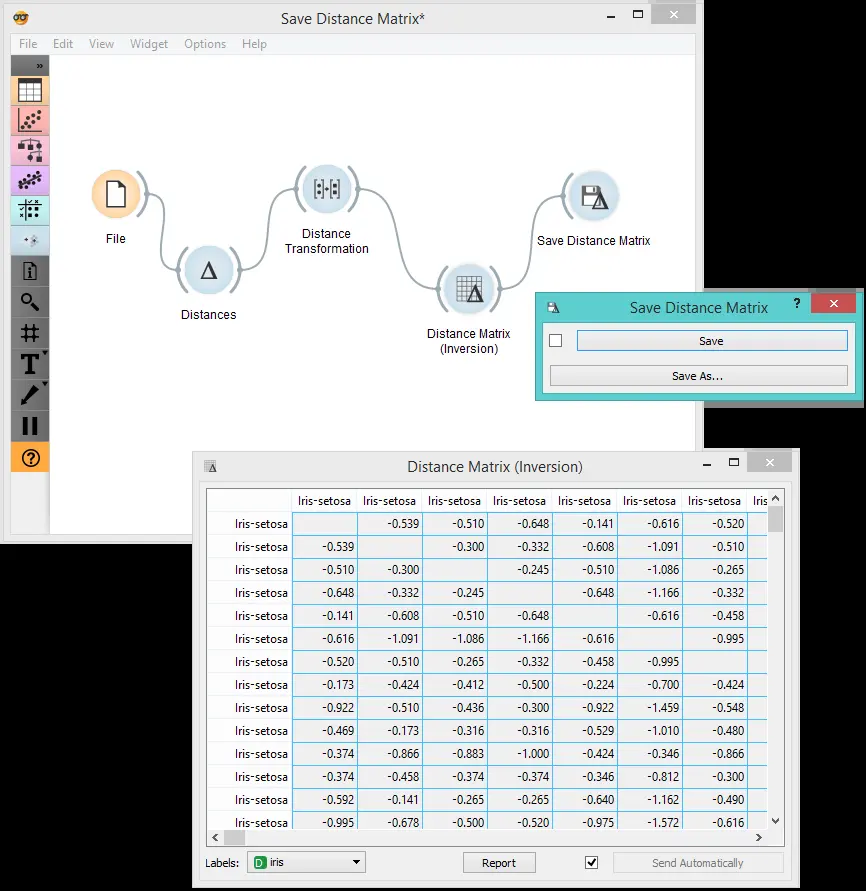 Save Distance Matrix*
File Edit View Widget Options Help
»
File
Distances
Distance
Transformation
Distance Matrix
(Inversion)
Save Distance Matrix
Save Distance Matrix ?
Save
Save As...
Distance Matrix (Inversion)
Iris-setosa Iris-setosa Iris-setosa Iris-setosa Iris-setosa Iris-setosa Iris-setosa Iris
Iris-setosa -0.539 -0.510 -0.648 -0.141 -0.616 -0.520
Iris-setosa -0.539 -0.300 -0.332 -0.608 -1.091 -0.510
Iris-setosa -0.510 -0.300 -0.245 -0.510 -1.086 -0.265
Iris-setosa -0.648 -0.332 -0.245 -0.648 -1.166 -0.332
Iris-setosa -0.141 -0.608 -0.510 -0.648 -0.616 -0.458
Iris-setosa -0.616 -1.091 -1.086 -1.166 -0.616 -0.995
Iris-setosa -0.520 -0.510 -0.265 -0.332 -0.458 -0.995
Iris-setosa -0.173 -0.424 -0.412 -0.500 -0.224 -0.700 -0.424
Iris-setosa -0.922 -0.510 -0.436 -0.300 -0.922 -1.459 -0.548
Iris-setosa -0.469 -0.173 -0.316 -0.316 -0.529 -1.010 -0.480
Iris-setosa -0.374 -0.866 -0.883 -1.000 -0.424 -0.346 -0.866
Iris-setosa -0.374 -0.458 -0.374 -0.374 -0.346 -0.812 -0.300
Iris-setosa -0.592 -0.141 -0.265 -0.265 -0.640 -1.162 -0.490
Iris-setosa -0.995 -0.678 -0.500 -0.520 -0.975 -1.572 -0.616
Labels: D iris Report Send Automatically